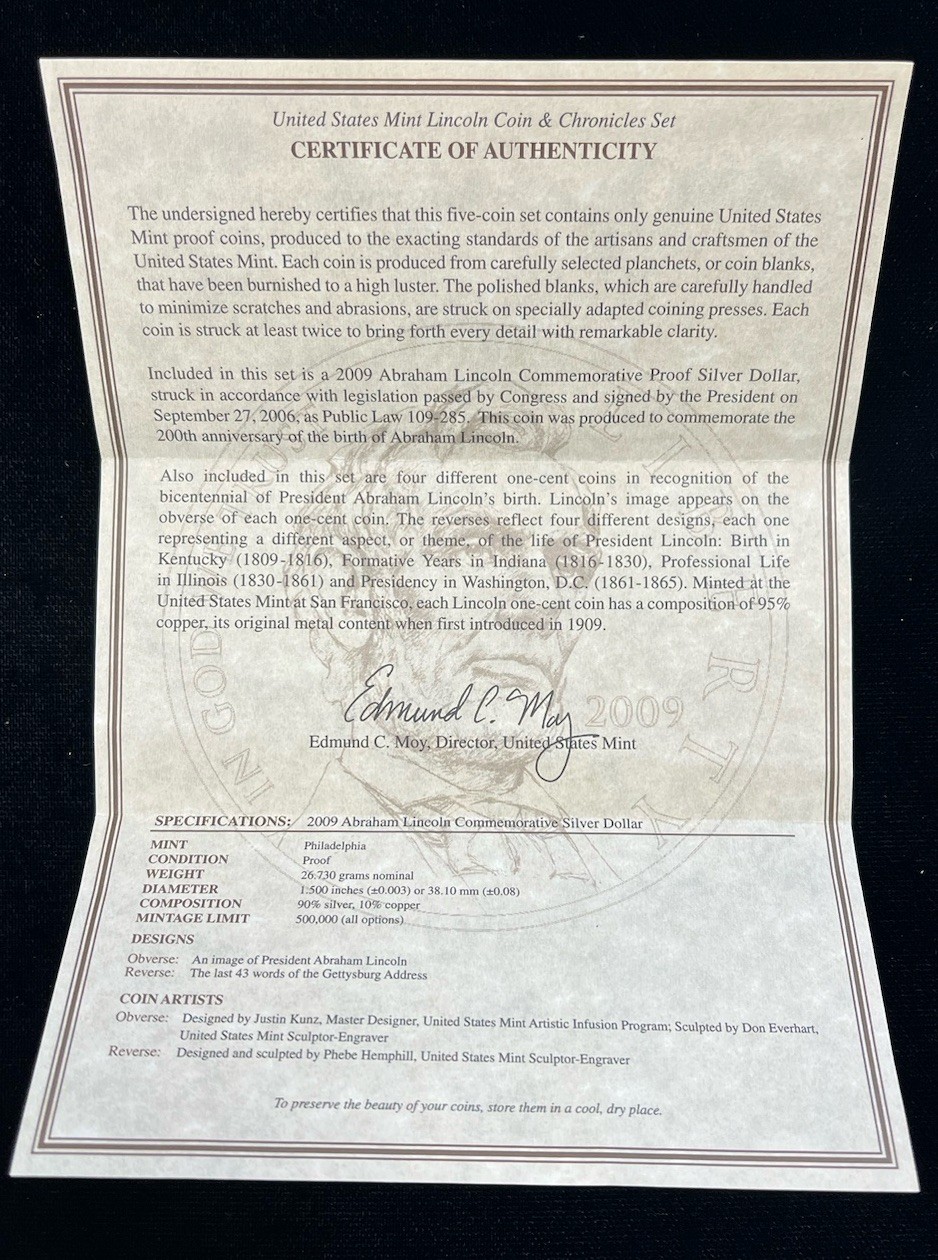 United States Mint Lincoln Coin & Chronicles Set
CERTIFICATE OF AUTHENTICITY
The undersigned hereby certifies that this five-coin set contains only genuine United States
Mint proof coins, produced to the exacting standards of the artisans and craftsmen of the
United States Mint. Each coin is produced from carefully selected planchets, or coin blanks,
that have been burnished to a high luster. The polished blanks, which are carefully handled
to minimize scratches and abrasions, are struck on specially adapted coining presses. Each
coin is struck at least twice to bring forth every detail with remarkable clarity.
Included in this set is a 2009 Abraham Lincoln Commemorative Proof Silver Dollar,
struck in accordance with legislation passed by Congress and signed by the President on
September 27, 2006, as Public Law 109-285. This coin was produced to commemorate the
200th anniversary of the birth of Abraham Lincoln.
Also included in this set are four different one-cent coins in recognition of the
bicentennial of President Abraham Lincoln's birth. Lincoln's image appears on the
obverse of each one-cent coin. The reverses reflect four different designs, each one
representing a different aspect, or theme, of the life of President Lincoln: Birth in
Kentucky (1809-1816), Formative Years in Indiana (1816-1830), Professional Life
in Illinois (1830-1861) and Presidency in Washington, D.C. (1861-1865). Minted at the
United States Mint at San Francisco, each Lincoln one-cent coin has a composition of 95%
copper, its original metal content when first introduced in 1909.
IN GOD WE TRUST
LIBERTY
Edmund C. Moy 2009
Edmund C. Moy, Director, United States Mint
SPECIFICATIONS: 2009 Abraham Lincoln Commemorative Silver Dollar
MINT Philadelphia
CONDITION Proof
WEIGHT 26.730 grams nominal
DIAMETER 1.500 inches (±0.003) or 38.10 mm (±0.08)
COMPOSITION 90% silver, 10% copper
MINTAGE LIMIT 500,000 (all options)
DESIGNS
Obverse: An image of President Abraham Lincoln
Reverse: The last 43 words of the Gettysburg Address
COIN ARTISTS
Obverse: Designed by Justin Kunz, Master Designer, United States Mint Artistic Infusion Program; Sculpted by Don Everhart,
United States Mint Sculptor-Engraver
Reverse: Designed and sculpted by Phebe Hemphill, United States Mint Sculptor-Engraver
To preserve the beauty of your coins, store them in a cool, dry place.